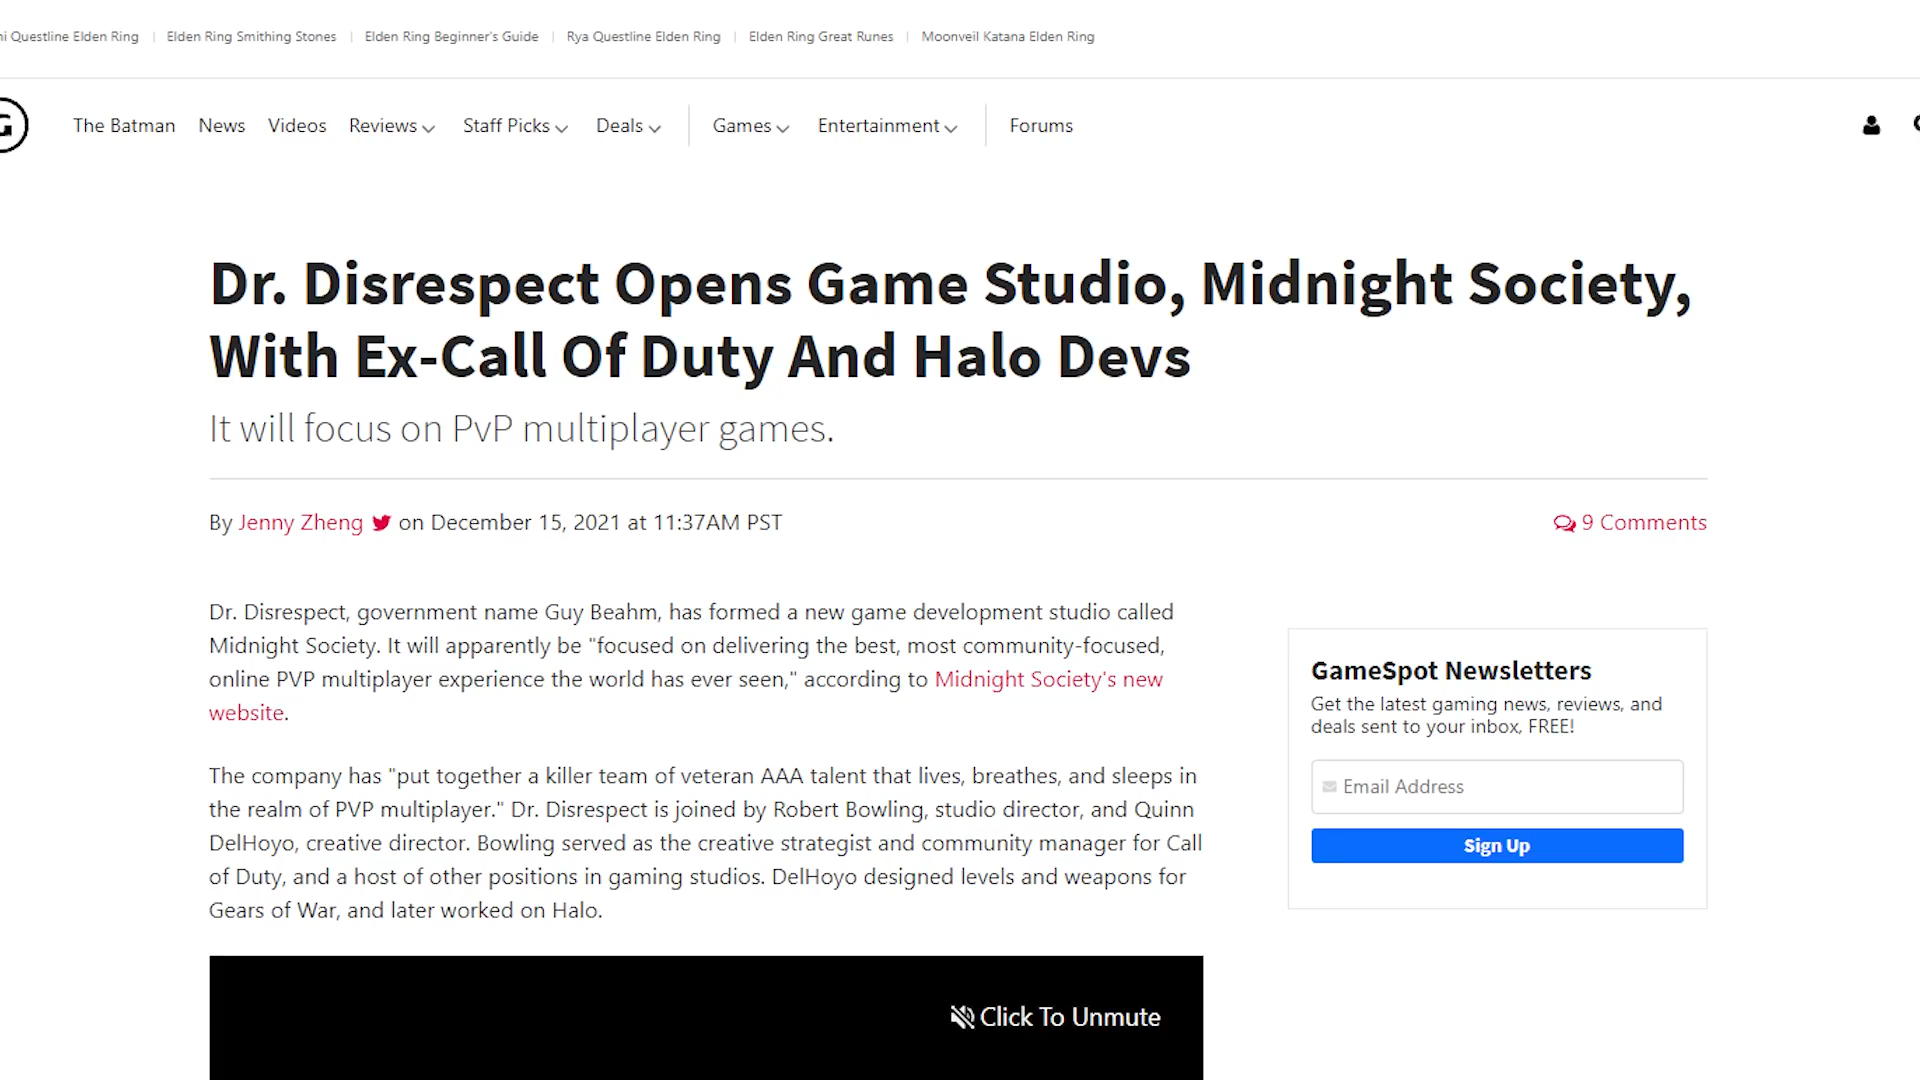 Questline Elden Ring | Elden Ring Smithing Stones | Elden Ring Beginner's Guide | Rya Questline Elden Ring | Elden Ring Great Runes | Moonveil Katana Elden Ring
G The Batman News Videos Reviews Staff Picks Deals Games Entertainment Forums
Dr. Disrespect Opens Game Studio, Midnight Society,
With Ex-Call Of Duty And Halo Devs
It will focus on PvP multiplayer games.
By Jenny Zheng on December 15, 2021 at 11:37AM PST
9 Comments
Dr. Disrespect, government name Guy Beahm, has formed a new game development studio called
Midnight Society. It will apparently be "focused on delivering the best, most community-focused,
online PVP multiplayer experience the world has ever seen," according to Midnight Society's new
website.
The company has "put together a killer team of veteran AAA talent that lives, breathes, and sleeps in
the realm of PVP multiplayer." Dr. Disrespect is joined by Robert Bowling, studio director, and Quinn
DelHoyo, creative director. Bowling served as the creative strategist and community manager for Call
of Duty, and a host of other positions in gaming studios. DelHoyo designed levels and weapons for
Gears of War, and later worked on Halo.
Click To Unmute
GameSpot Newsletters
Get the latest gaming news, reviews, and
deals sent to your inbox, FREE!
Email Address
Sign Up